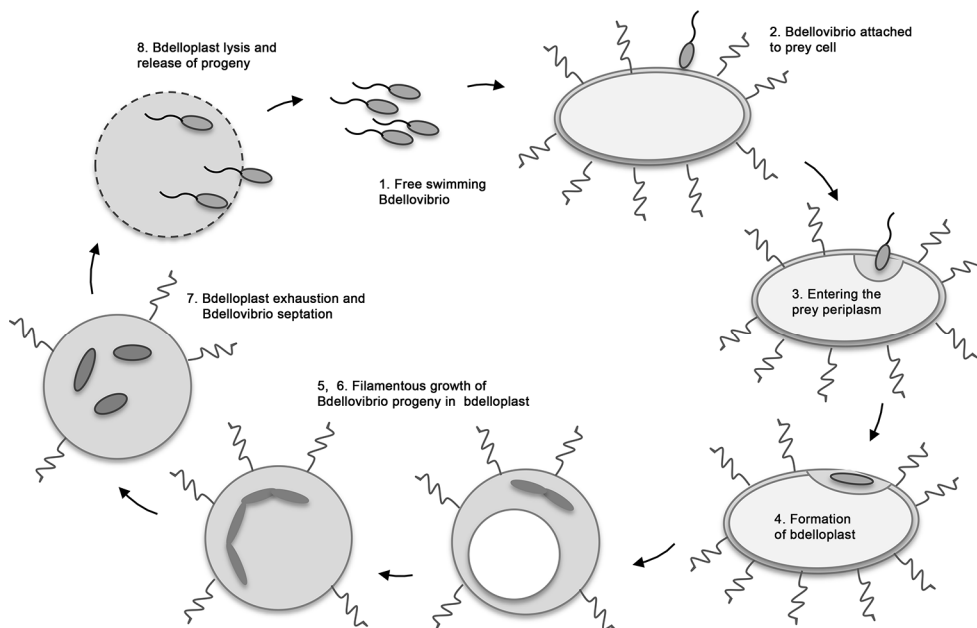 1. Free swimming
Bdellovibrio
2. Bdellovibrio attached
to prey cell
3. Entering the
prey periplasm
4. Formation
of bdelloplast
5, 6. Filamentous growth of
Bdellovibrio progeny in bdelloplast
7. Bdelloplast exhaustion and
Bdellovibrio septation
8. Bdelloplast lysis and
release of progeny